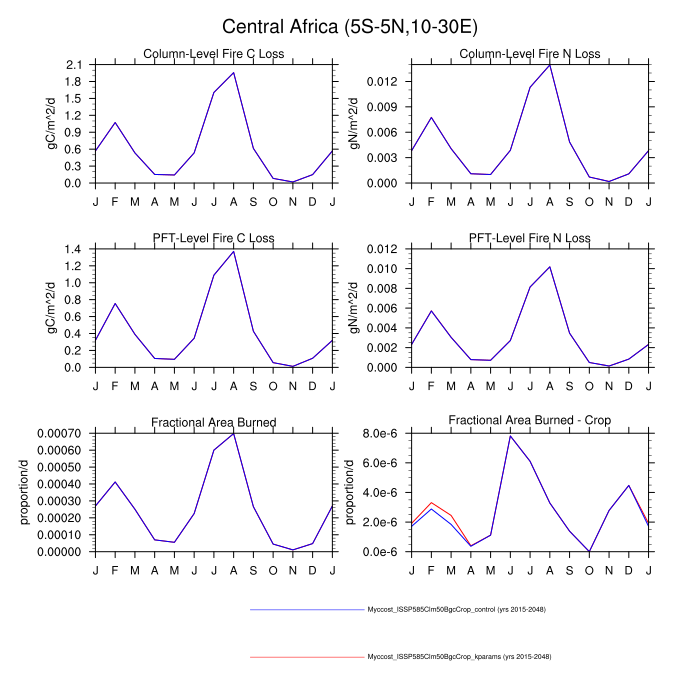 Central Africa (5S-5N,10-30E)
Column-Level Fire C Loss
gC/m^2/d
2.1
1.8
1.5
1.2
0.9
0.6
0.3
0.0
J F M A M J J A S O N D J
Column-Level Fire N Loss
gN/m^2/d
0.012
0.009
0.006
0.003
0.000
J F M A M J J A S O N D J
PFT-Level Fire C Loss
gC/m^2/d
1.4
1.2
1.0
0.8
0.6
0.4
0.2
0.0
J F M A M J J A S O N D J
PFT-Level Fire N Loss
gN/m^2/d
0.012
0.010
0.008
0.006
0.004
0.002
0.000
J F M A M J J A S O N D J
Fractional Area Burned
proportion/d
0.00070
0.00060
0.00050
0.00040
0.00030
0.00020
0.00010
0.00000
J F M A M J J A S O N D J
Fractional Area Burned - Crop
proportion/d
8.0e-6
6.0e-6
4.0e-6
2.0e-6
0.0e-6
J F M A M J J A S O N D J
Myccost_ISSP585Clm50BgcCrop_control (yrs 2015-2048)
Myccost_ISSP585Clm50BgcCrop_kparams (yrs 2015-2048)